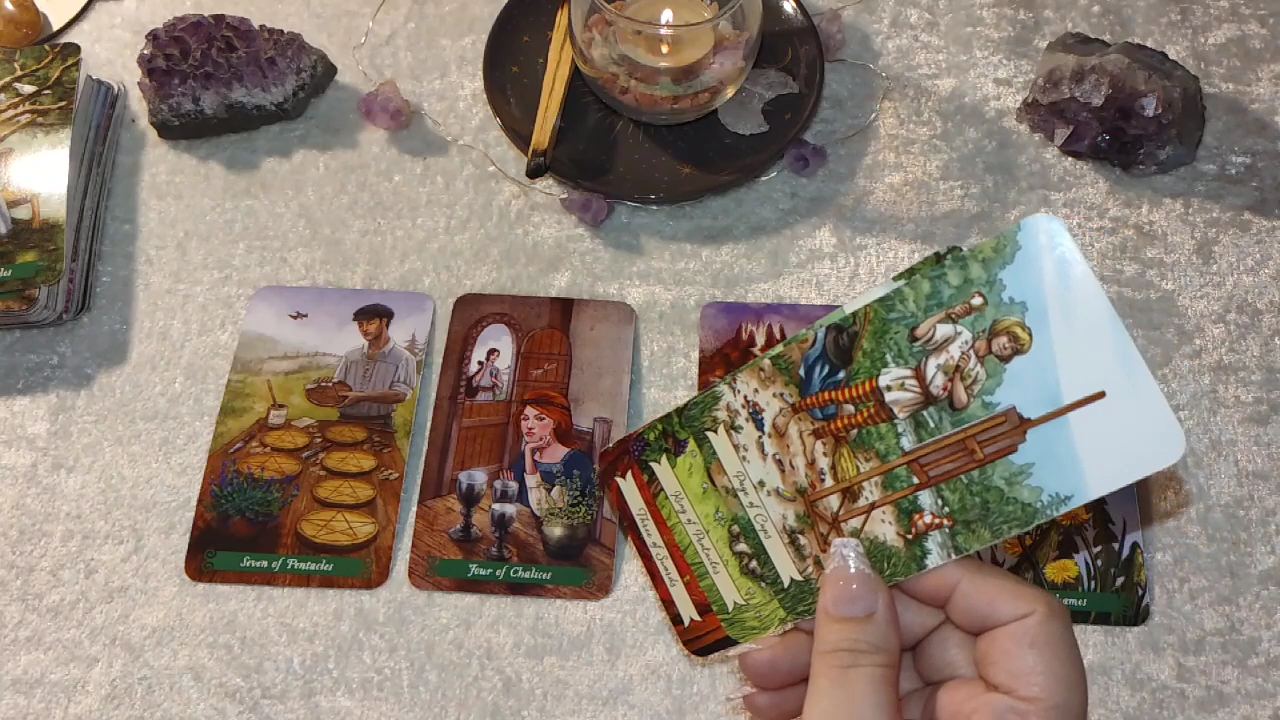 Seven of Pentacles
Four of Chalices
Three of Swords
King of Pentacles
Page of Cups